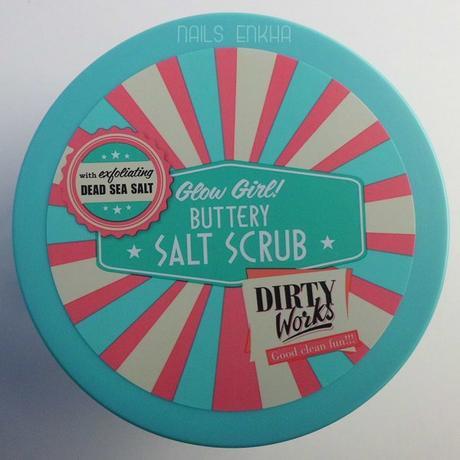 NAILS ENKHA
with exfoliating
DEAD SEA SALT
Glow Girl!
BUTTERY
SALT SCRUB
DIRTY
Works
Good clean fun!!!